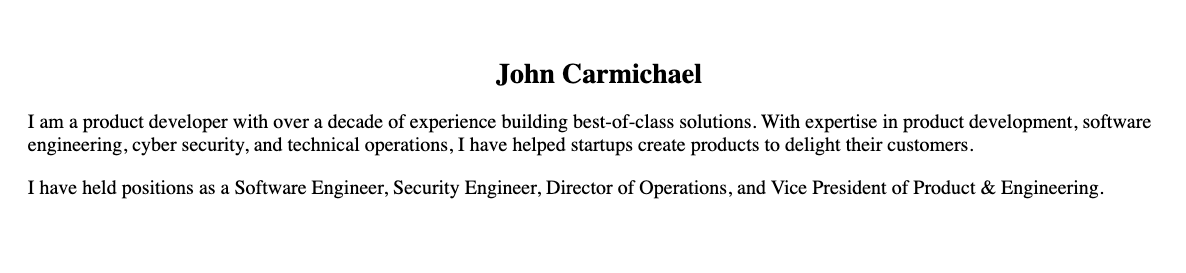 John Carmichael
I am a product developer with over a decade of experience building best-of-class solutions. With expertise in product development, software
engineering, cyber security, and technical operations, I have helped startups create products to delight their customers.
I have held positions as a Software Engineer, Security Engineer, Director of Operations, and Vice President of Product & Engineering.